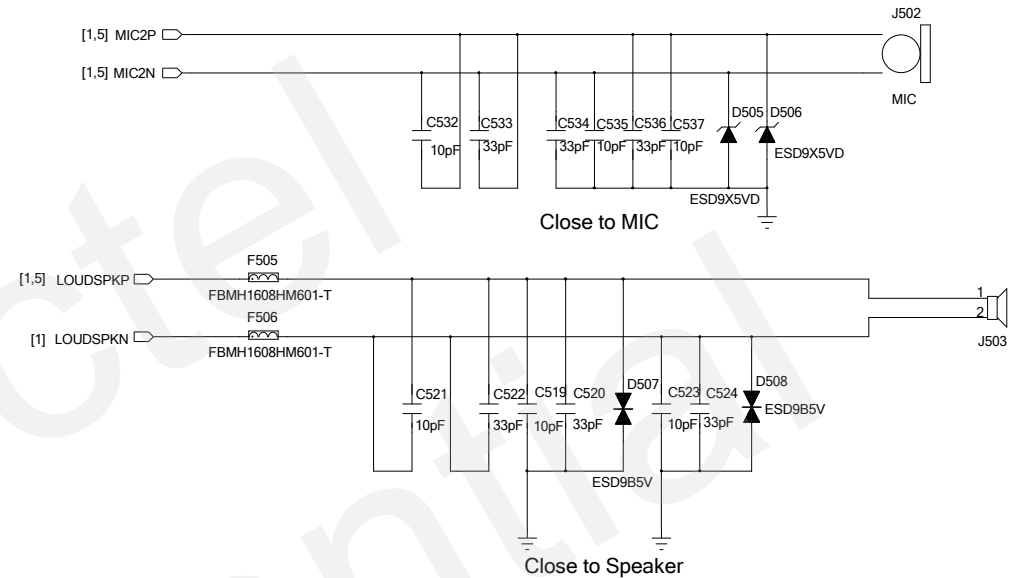 J502
[1,5] MIC2P
[1,5] MIC2N
MIC
C532
10pF
C533
33pF
C534
33pF
C535
10pF
C536
33pF
C537
10pF
D505
ESD9X5VD
D506
ESD9X5VD
Close to MIC
[1,5] LOUDSPKP
F505
FBMH1608HM601-T
[1] LOUDSPKN
F506
FBMH1608HM601-T
1
2
J503
C521
10pF
C522
33pF
C519
10pF
C520
33pF
D507
ESD9B5V
C523
10pF
C524
33pF
D508
ESD9B5V
Close to Speaker
ctel
ential